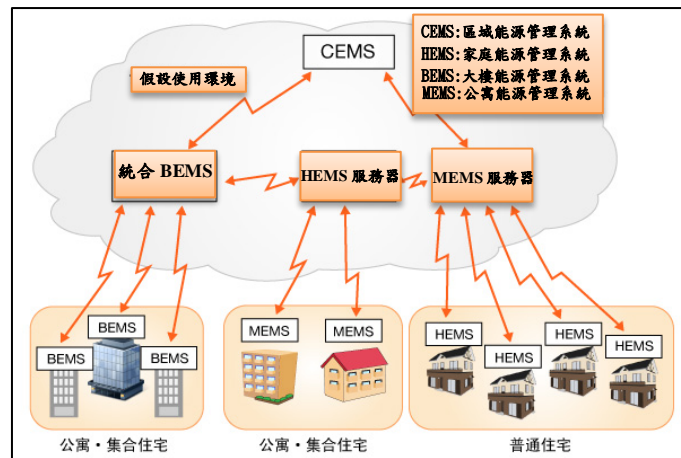 CEMS
CEMS:區域能源管理系統
HEMS:家庭能源管理系統
BEMS:大樓能源管理系統
MEMS:公寓能源管理系統
假設使用環境
統合 BEMS
HEMS 服務器
MEMS 服務器
BEMS
BEMS
BEMS
MEMS
MEMS
HEMS
HEMS
HEMS
HEMS
公寓・集合住宅
公寓・集合住宅
普通住宅